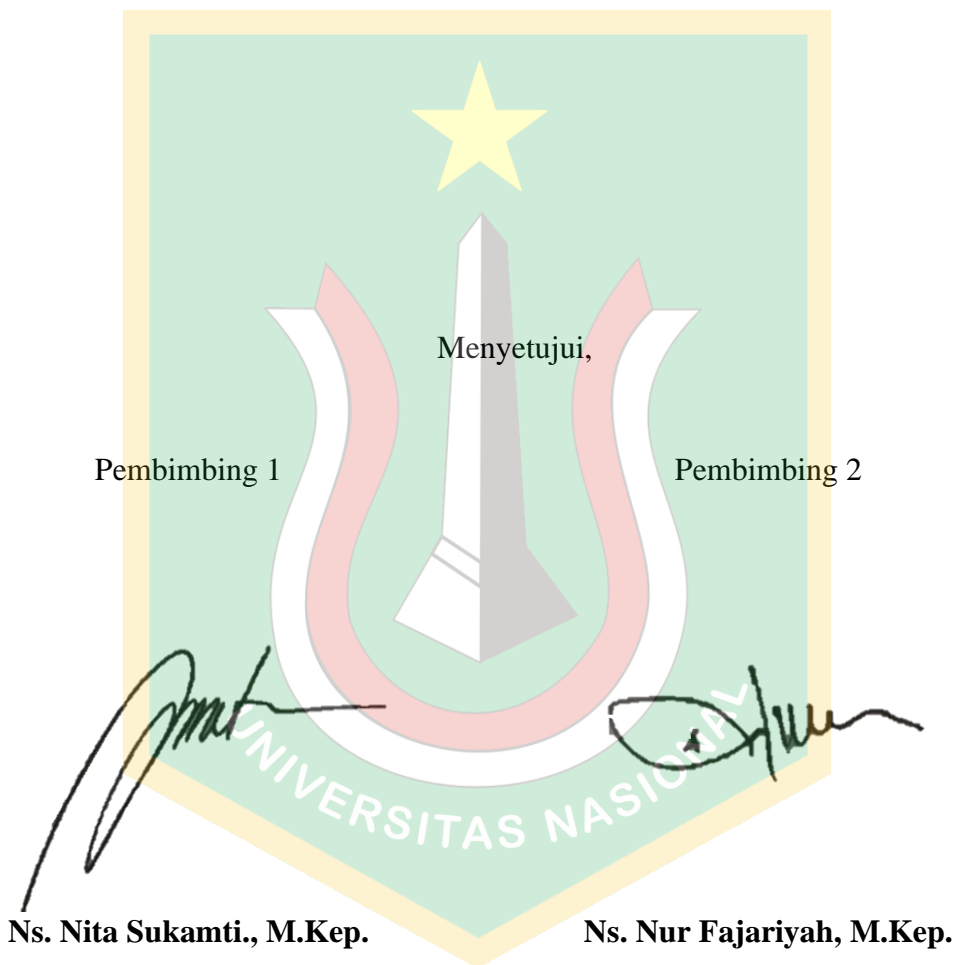 Menyetujui,
Pembimbing 1 Pembimbing 2
UNIVERSITAS NASIONAL
Ns. Nita Sukamti., M.Kep. Ns. Nur Fajariyah, M.Kep.